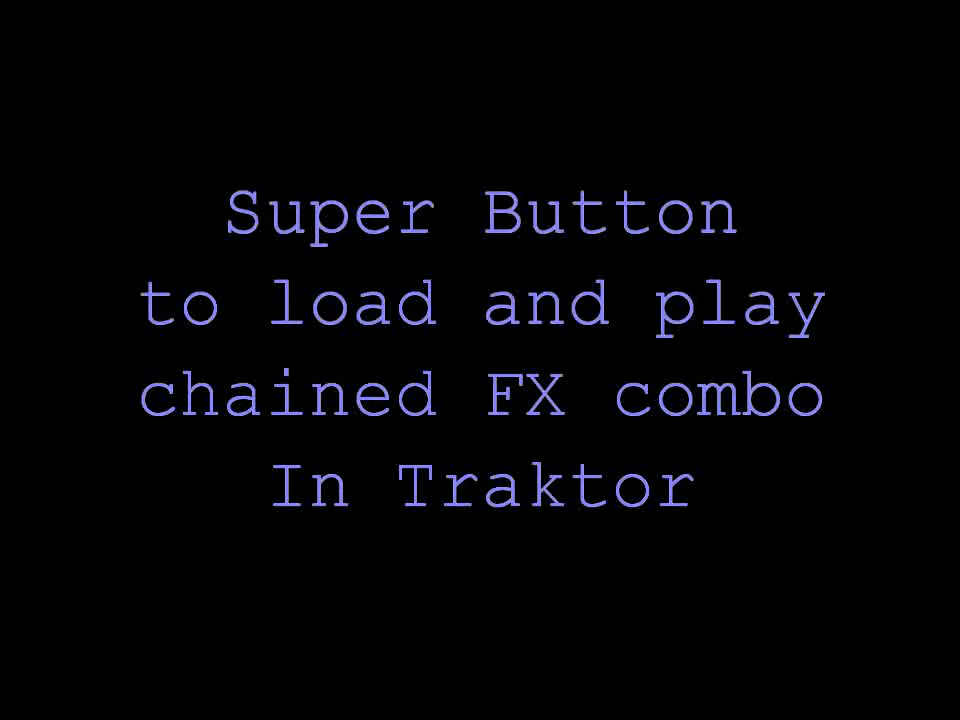 Super Button
to load and play
chained FX combo
In Traktor